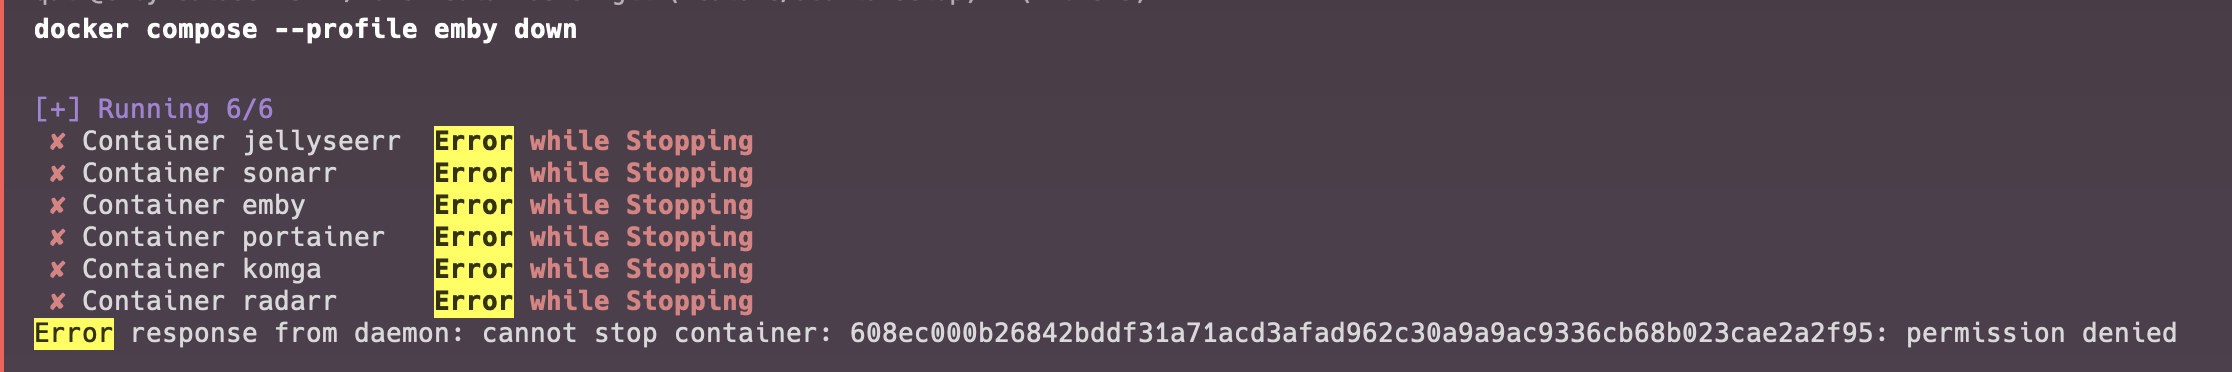 docker compose --profile emby down
[+] Running 6/6
✘ Container jellyseerr Error while Stopping
✘ Container sonarr Error while Stopping
✘ Container emby Error while Stopping
✘ Container portainer Error while Stopping
✘ Container komga Error while Stopping
✘ Container radarr Error while Stopping
Error response from daemon: cannot stop container: 608ec000b26842bddf31a71acd3afad962c30a9a9ac9336cb68b023cae2a2f95: permission denied